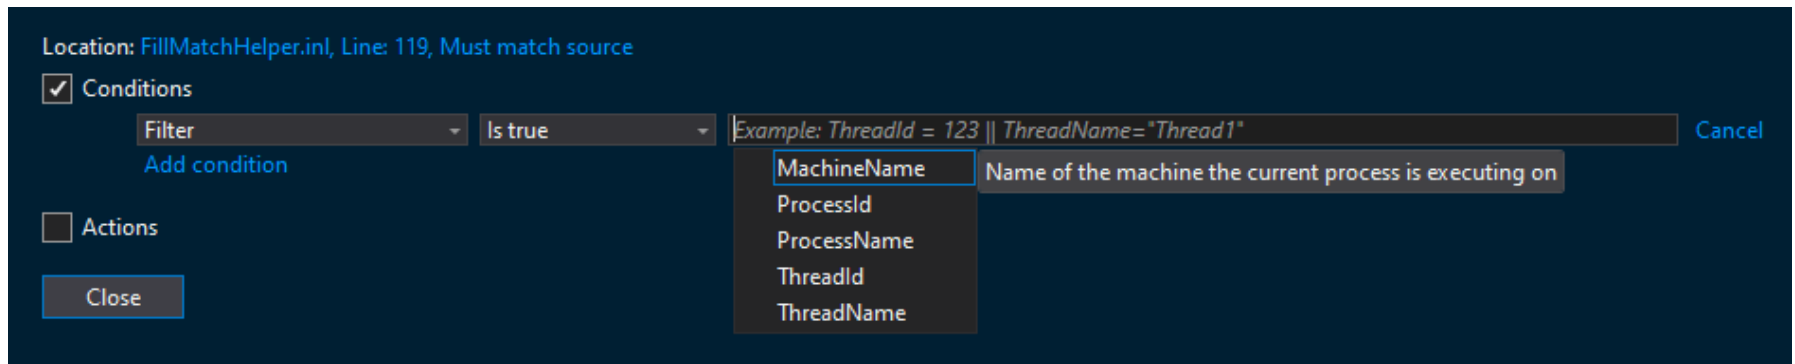 Location: FillMatchHelper.inl, Line: 119, Must match source
Conditions
Filter Is true Example: ThreadId = 123 || ThreadName="Thread1" Cancel
Add condition
MachineName Name of the machine the current process is executing on
ProcessId
Actions
ProcessName
ThreadId
Close
ThreadName